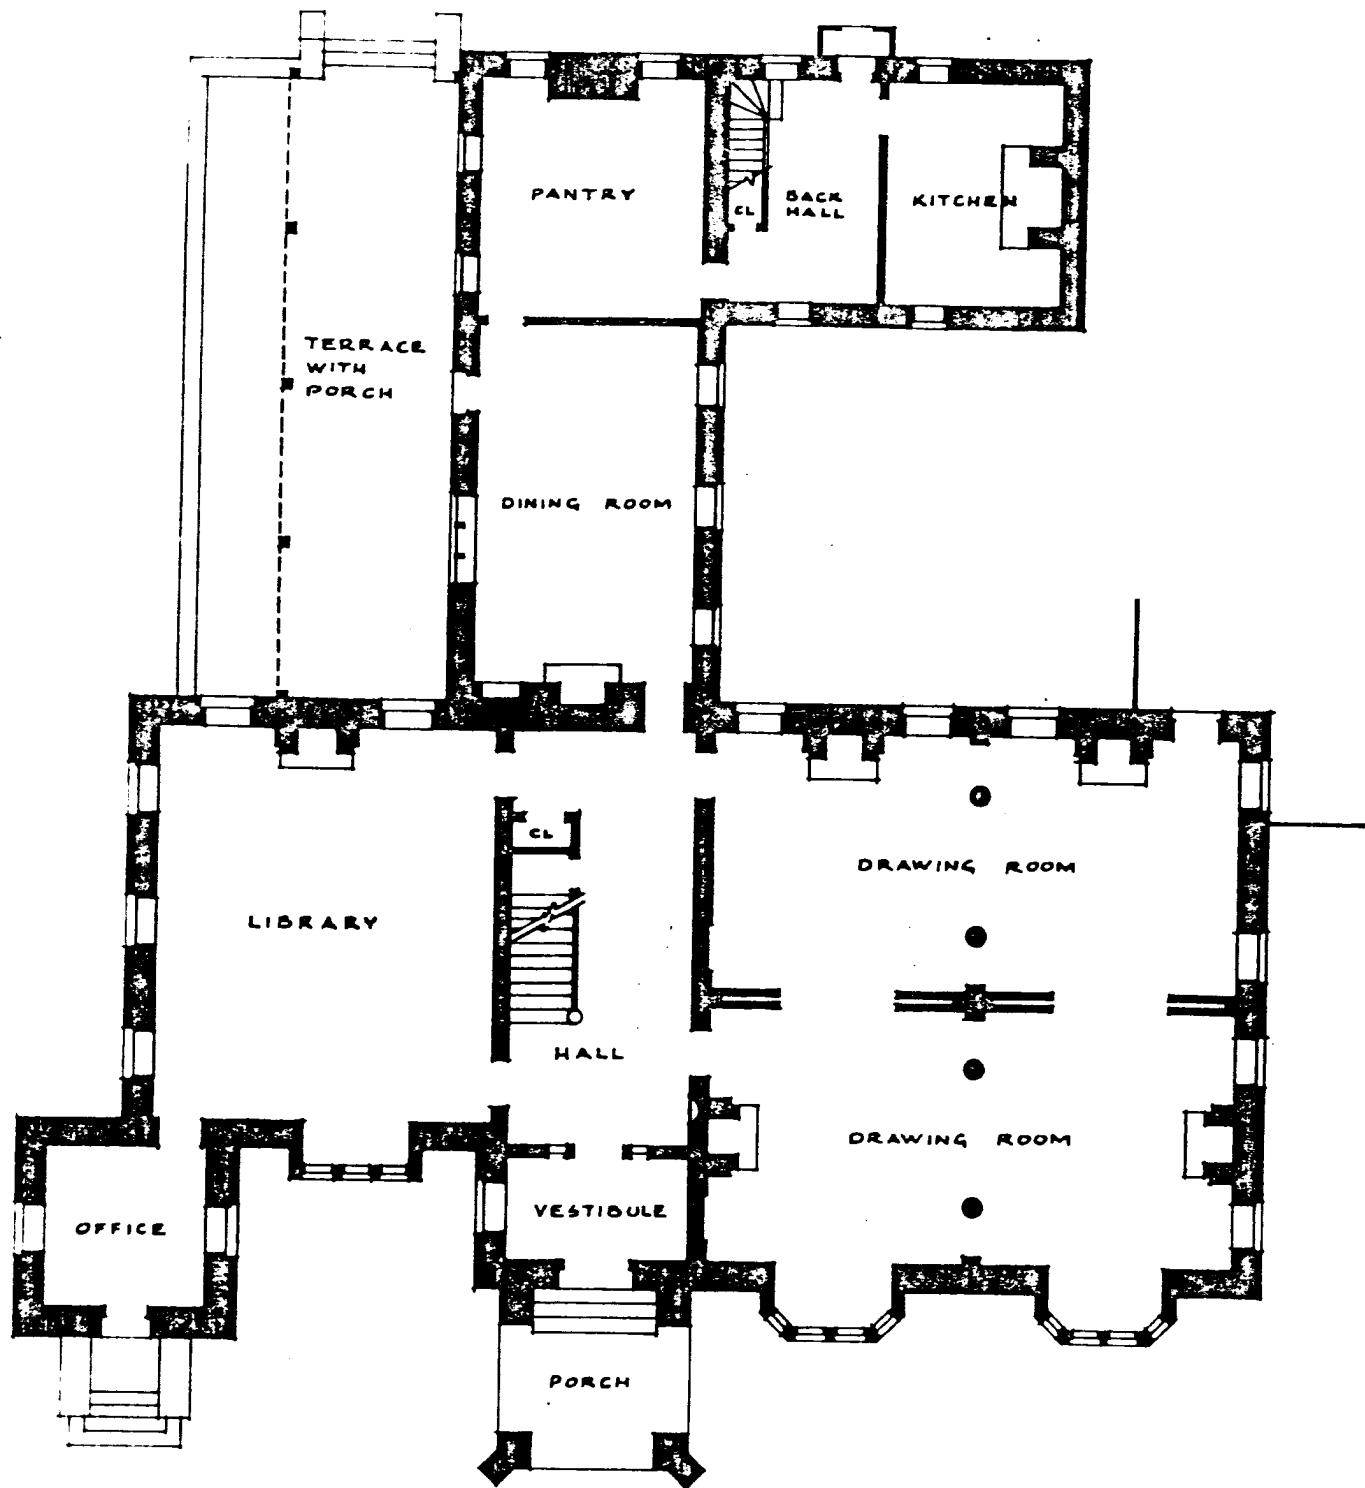 PANTRY
CL
BACK
HALL
KITCHEN
TERRACE
WITH
PORCH
DINING ROOM
CL
DRAWING ROOM
LIBRARY
HALL
DRAWING ROOM
VESTIBULE
OFFICE
PORCH